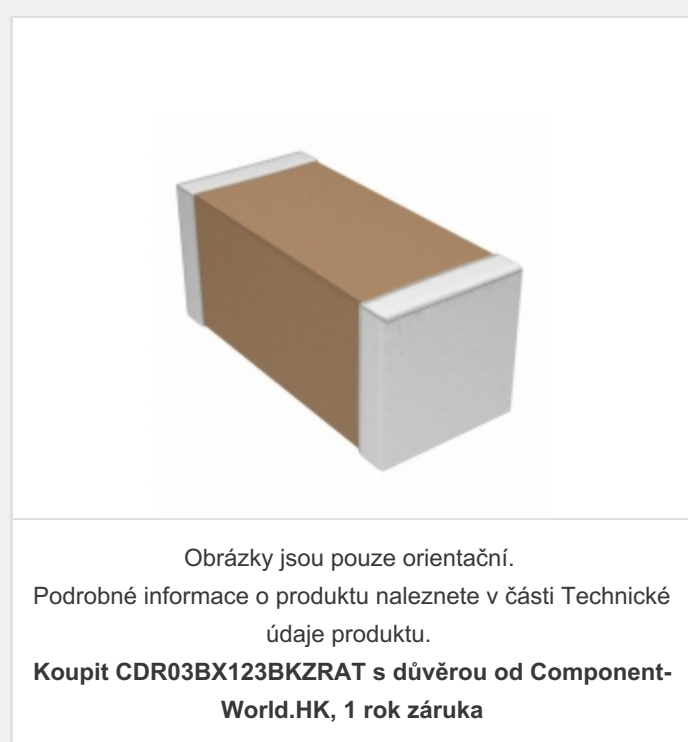 Obrázky jsou pouze orientační.
Podrobné informace o produktu naleznete v části Technické
údaje produktu.
Koupit CDR03BX123BKZRAT s důvěrou od Component-
World.HK, 1 rok záruka